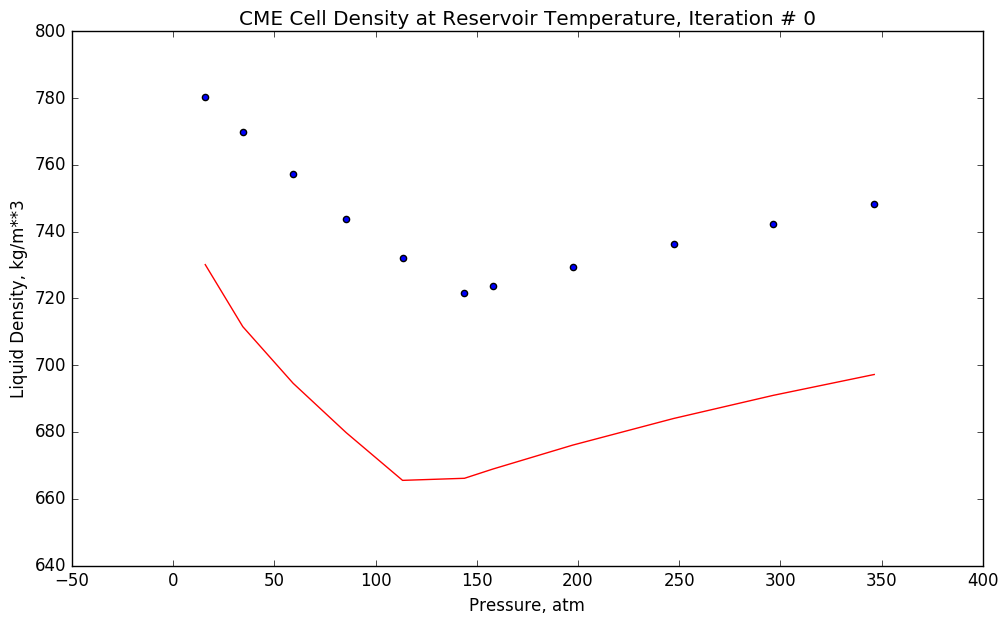 CME Cell Density at Reservoir Temperature, Iteration # 0
800
780
760
740
720
700
680
660
640
Liquid Density, kg/m**3
−50 0 50 100 150 200 250 300 350 400
Pressure, atm